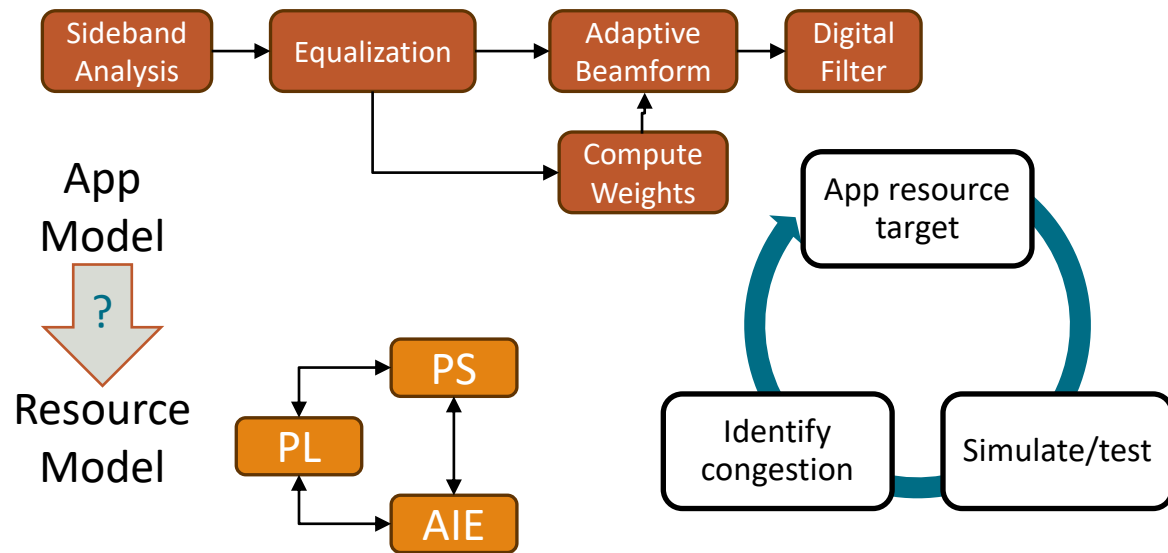 Sideband
Analysis
Equalization
Adaptive
Beamform
Digital
Filter
Compute
Weights
App
Model
?
Resource
Model
PS
PL
AIE
App resource
target
Identify
congestion
Simulate/test